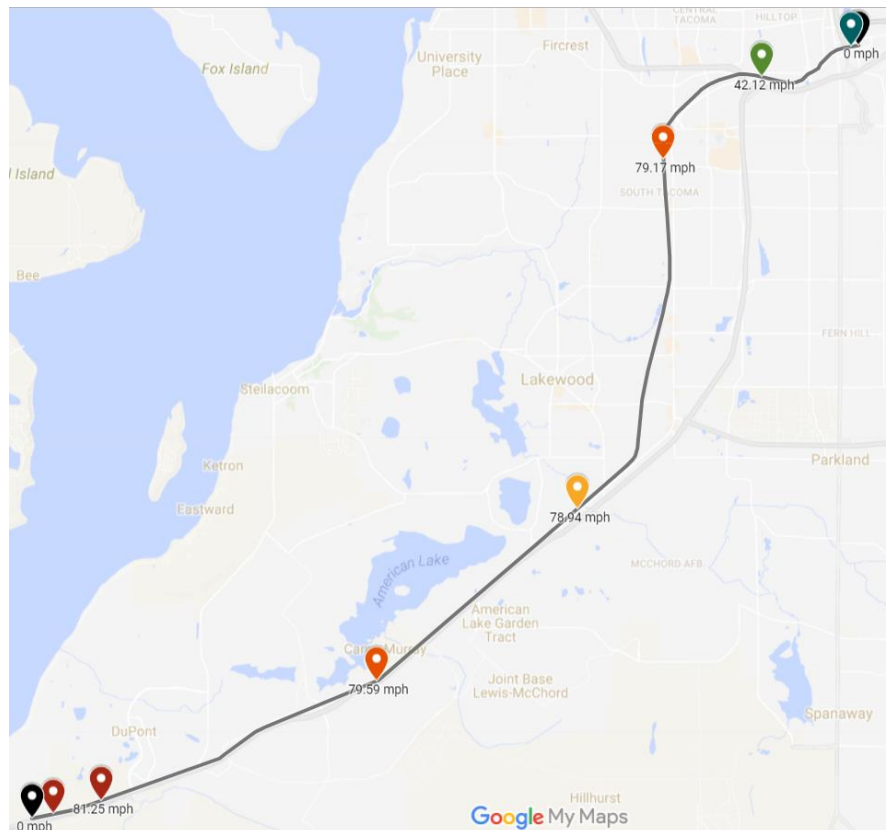 CENTRAL
TACOMA
HILLTOP
Fircrest
University
Place
Fox Island
0 mph
42.12 mph
79.17 mph
l Island
SOUTH TACOMA
Bee
FERN HILL
Lakewood
Steilacoom
Ketron
Parkland
Eastward
78.94 mph
American Lake
MCCHORD AFB
American
Lake Garden
Tract
Camp Murray
79.59 mph
Joint Base
Lewis-McChord
Spanaway
DuPont
81.25 mph
Hillhurst
0 mph
Google My Maps